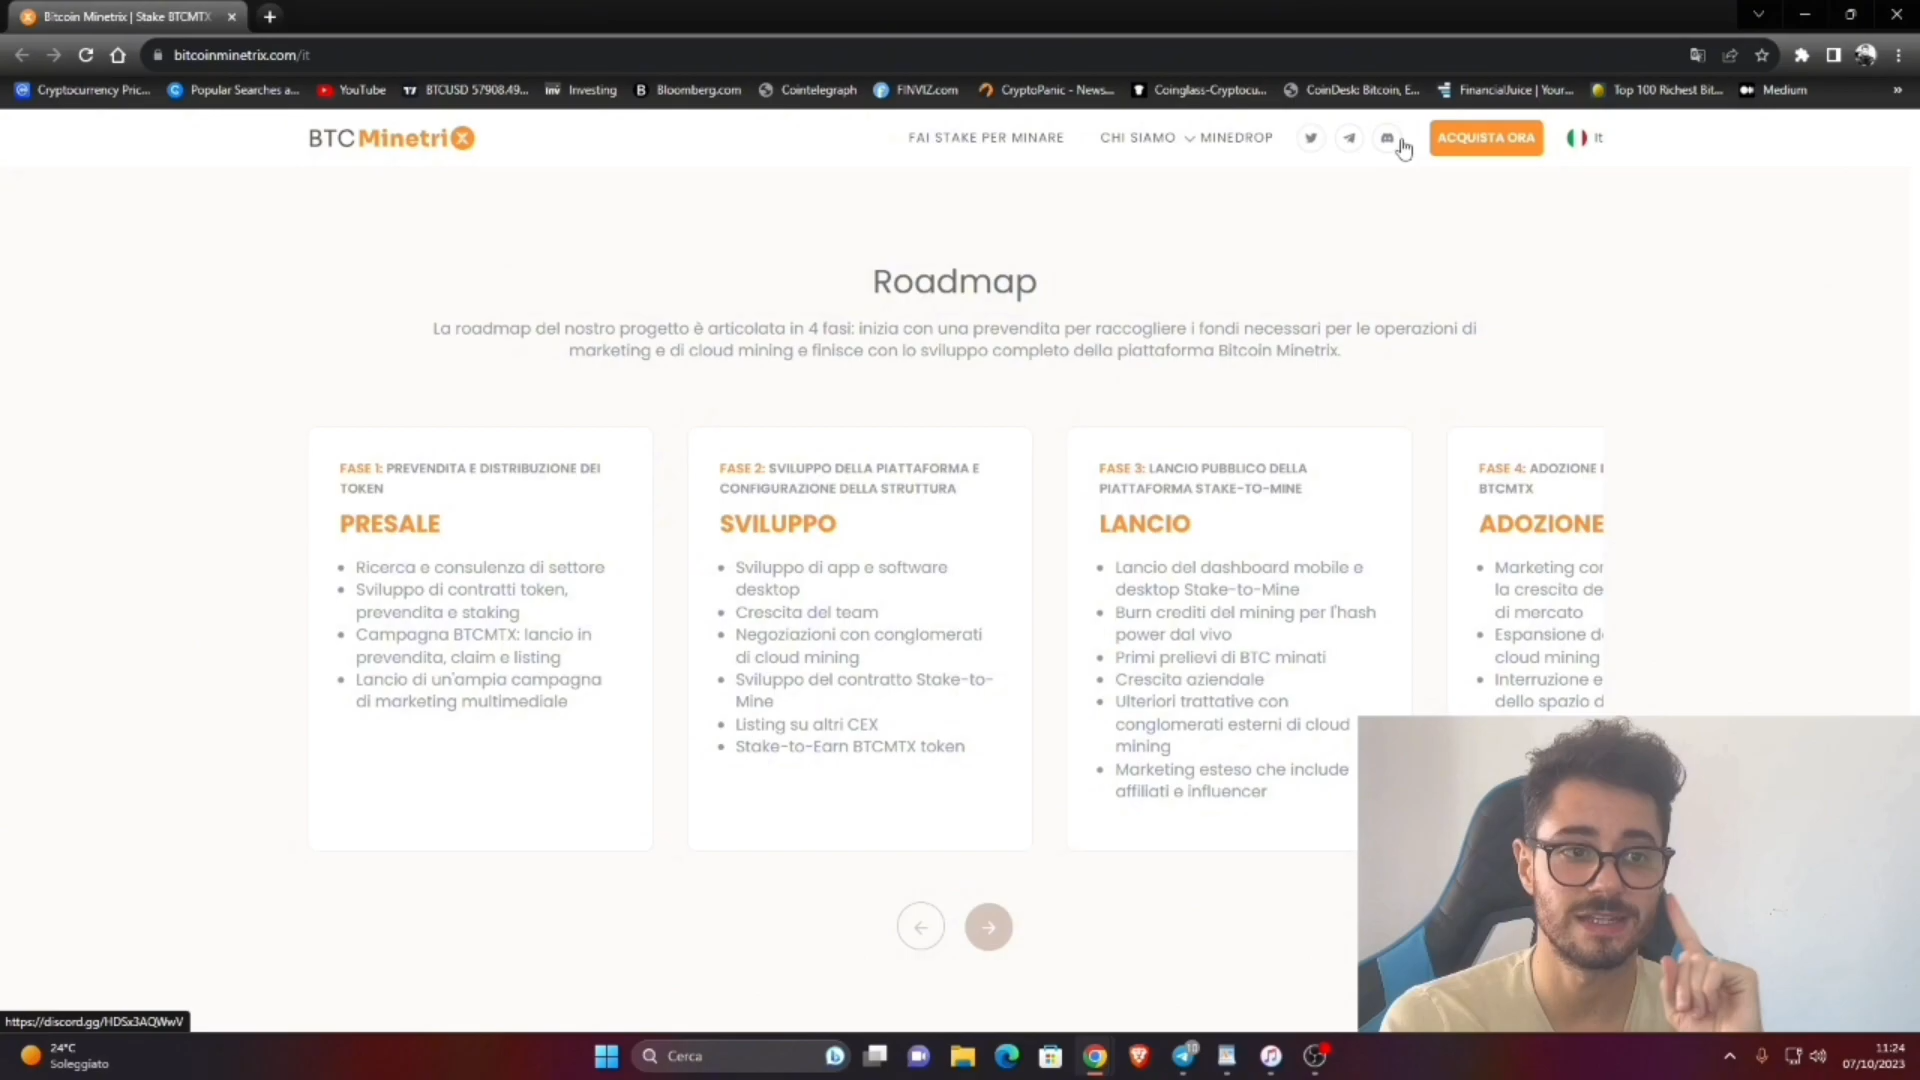 Bitcoin Minetrix | Stake BTCMTX
bitcoinminetrix.com/it
Cryptocurrency Pric...
Popular Searches a...
YouTube
BTCUSD 57908.49...
Investing
Bloomberg.com
Cointelegraph
FINVIZ.com
CryptoPanic - News...
Coinglass-Cryptocu...
CoinDesk: Bitcoin, E...
FinancialJuice | Your...
Top 100 Richest Bit...
Medium
BTC Minetrix
FAI STAKE PER MINARE
CHI SIAMO
MINEDROP
ACQUISTA ORA
It
Roadmap
La roadmap del nostro progetto è articolata in 4 fasi: inizia con una prevendita per raccogliere i fondi necessari per le operazioni di
marketing e di cloud mining e finisce con lo sviluppo completo della piattaforma Bitcoin Minetrix.
FASE 1: PREVENDITA E DISTRIBUZIONE DEI
TOKEN
PRESALE
Ricerca e consulenza di settore
Sviluppo di contratti token,
prevendita e staking
Campagna BTCMTX: lancio in
prevendita, claim e listing
Lancio di un'ampia campagna
di marketing multimediale
FASE 2: SVILUPPO DELLA PIATTAFORMA E
CONFIGURAZIONE DELLA STRUTTURA
SVILUPPO
Sviluppo di app e software
desktop
Crescita del team
Negoziazioni con conglomerati
di cloud mining
Sviluppo del contratto Stake-to-
Mine
Listing su altri CEX
Stake-to-Earn BTCMTX token
FASE 3: LANCIO PUBBLICO DELLA
PIATTAFORMA STAKE-TO-MINE
LANCIO
Lancio del dashboard mobile e
desktop Stake-to-Mine
Burn crediti del mining per l'hash
power dal vivo
Primi prelievi di BTC minati
Crescita aziendale
Ulteriori trattative con
conglomerati esterni di cloud
mining
Marketing esteso che include
affiliati e influencer
FASE 4: ADOZIONE
BTCMTX
ADOZIONE
Marketing
la crescita
di mercato
Espansione
cloud mining
Interruzione e
dello spazio
https://discord.gg/HDSx3AQWwV
24°C
Soleggiato
Cerca
10
11:24
07/10/2023